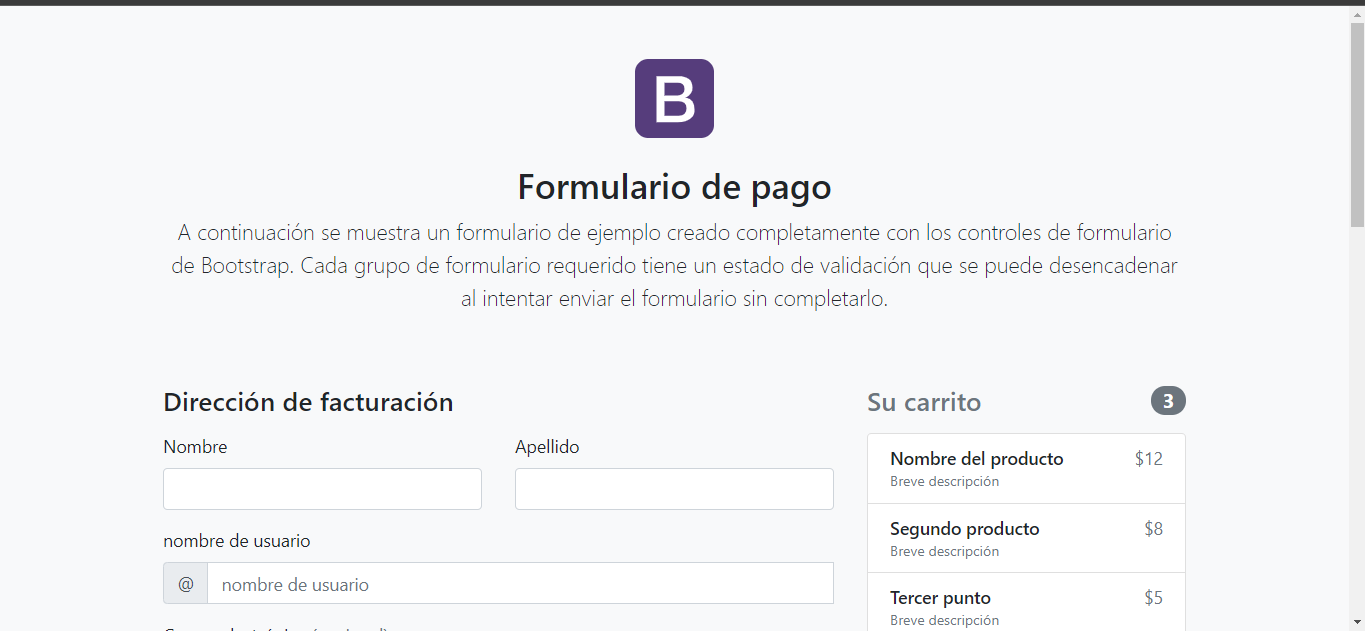 B
Formulario de pago
A continuación se muestra un formulario de ejemplo creado completamente con los controles de formulario
de Bootstrap. Cada grupo de formulario requerido tiene un estado de validación que se puede desencadenar
al intentar enviar el formulario sin completarlo.
Dirección de facturación
Nombre
Apellido
nombre de usuario
@ nombre de usuario
Su carrito 3
Nombre del producto $12
Breve descripción
Segundo producto $8
Breve descripción
Tercer punto $5
Breve descripción